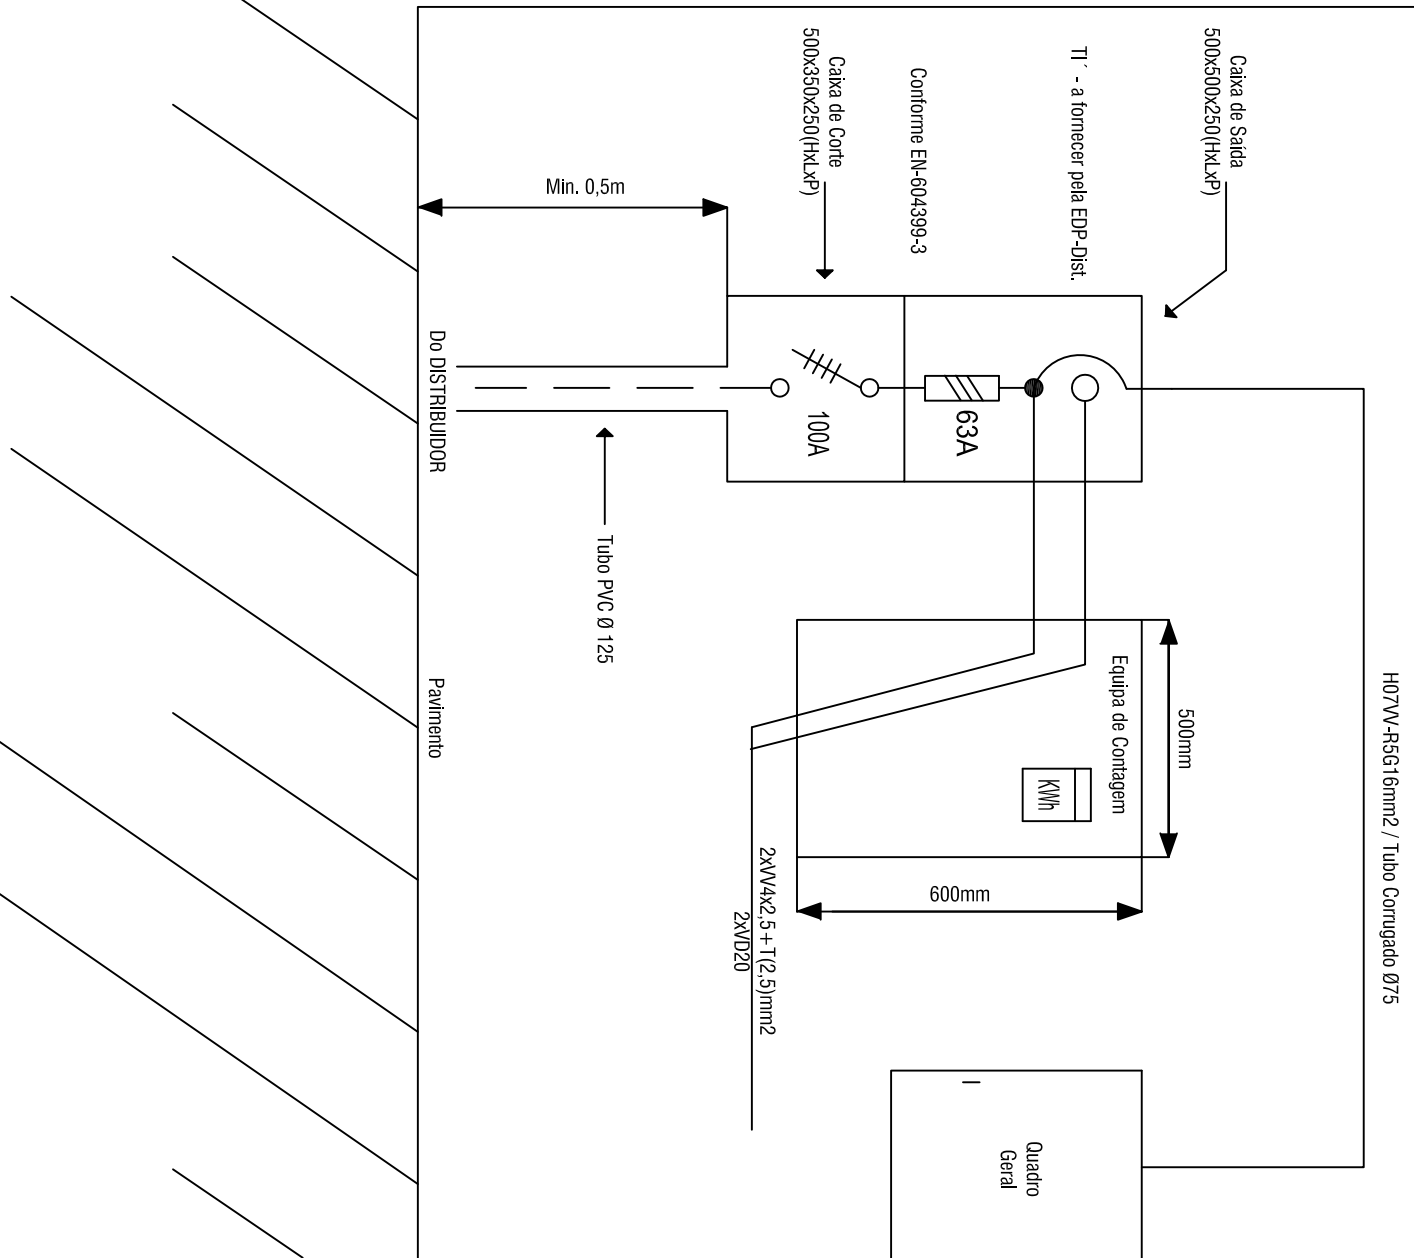 H07VV-R5G16mm2 / Tubo Corrugado Ø75
Caixa de Saída
500x500x250(HxLxP)
TI´ - a fornecer pela EDP-Dist.
Conforme EN-604399-3
Caixa de Corte
500x350x250(HxLxP)
63A
100A
500mm
Equipa de Contagem
KWh
600mm
Quadro
Geral
2xVV4x2,5+T(2,5)mm2
2xVD20
Min. 0,5m
Tubo PVC Ø 125
Do DISTRIBUIDOR
Pavimento